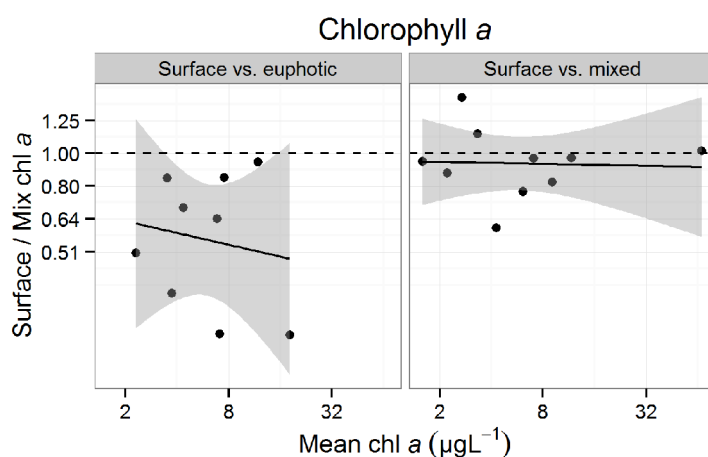 Chlorophyll a
Surface vs. euphotic
Surface vs. mixed
Surface / Mix chl a
1.25
1.00
0.80
0.64
0.51
2
8
32
2
8
32
Mean chl a (µgL⁻¹)